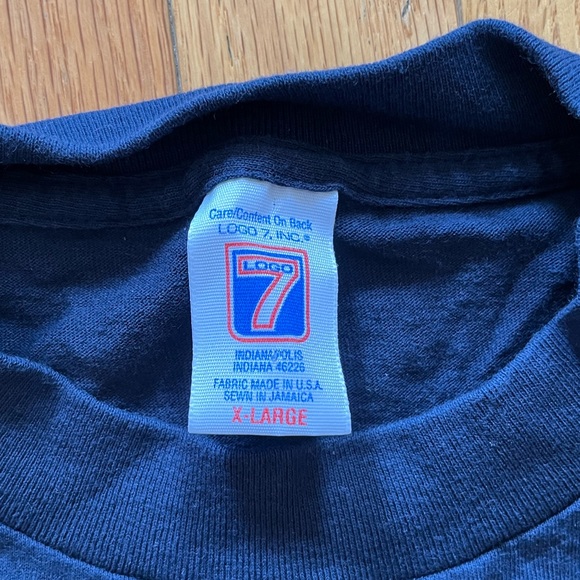 Care/Content On Back
LOGO 7, INC.®
LOGO
7
INDIANAPOLIS
INDIANA 46226
FABRIC MADE IN U.S.A.
SEWN IN JAMAICA
X-LARGE